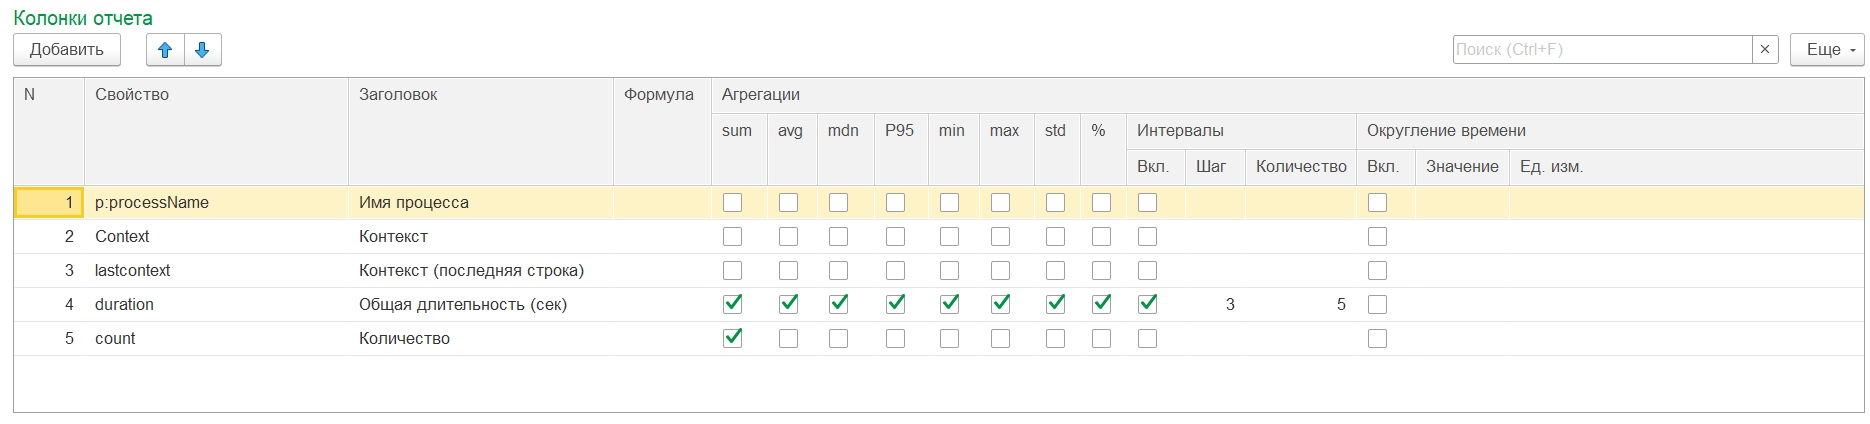 Колонки отчета
Добавить Поиск (Ctrl+F) × Еще
N Свойство Заголовок Формула Агрегации
sum avg mdn P95 min max std % Интервалы Округление времени
Вкл. Шаг Количество Вкл. Значение Ед. изм.
1 p:processName Имя процесса
2 Context Контекст
3 lastcontext Контекст (последняя строка)
4 duration Общая длительность (сек) 3 5
5 count Количество